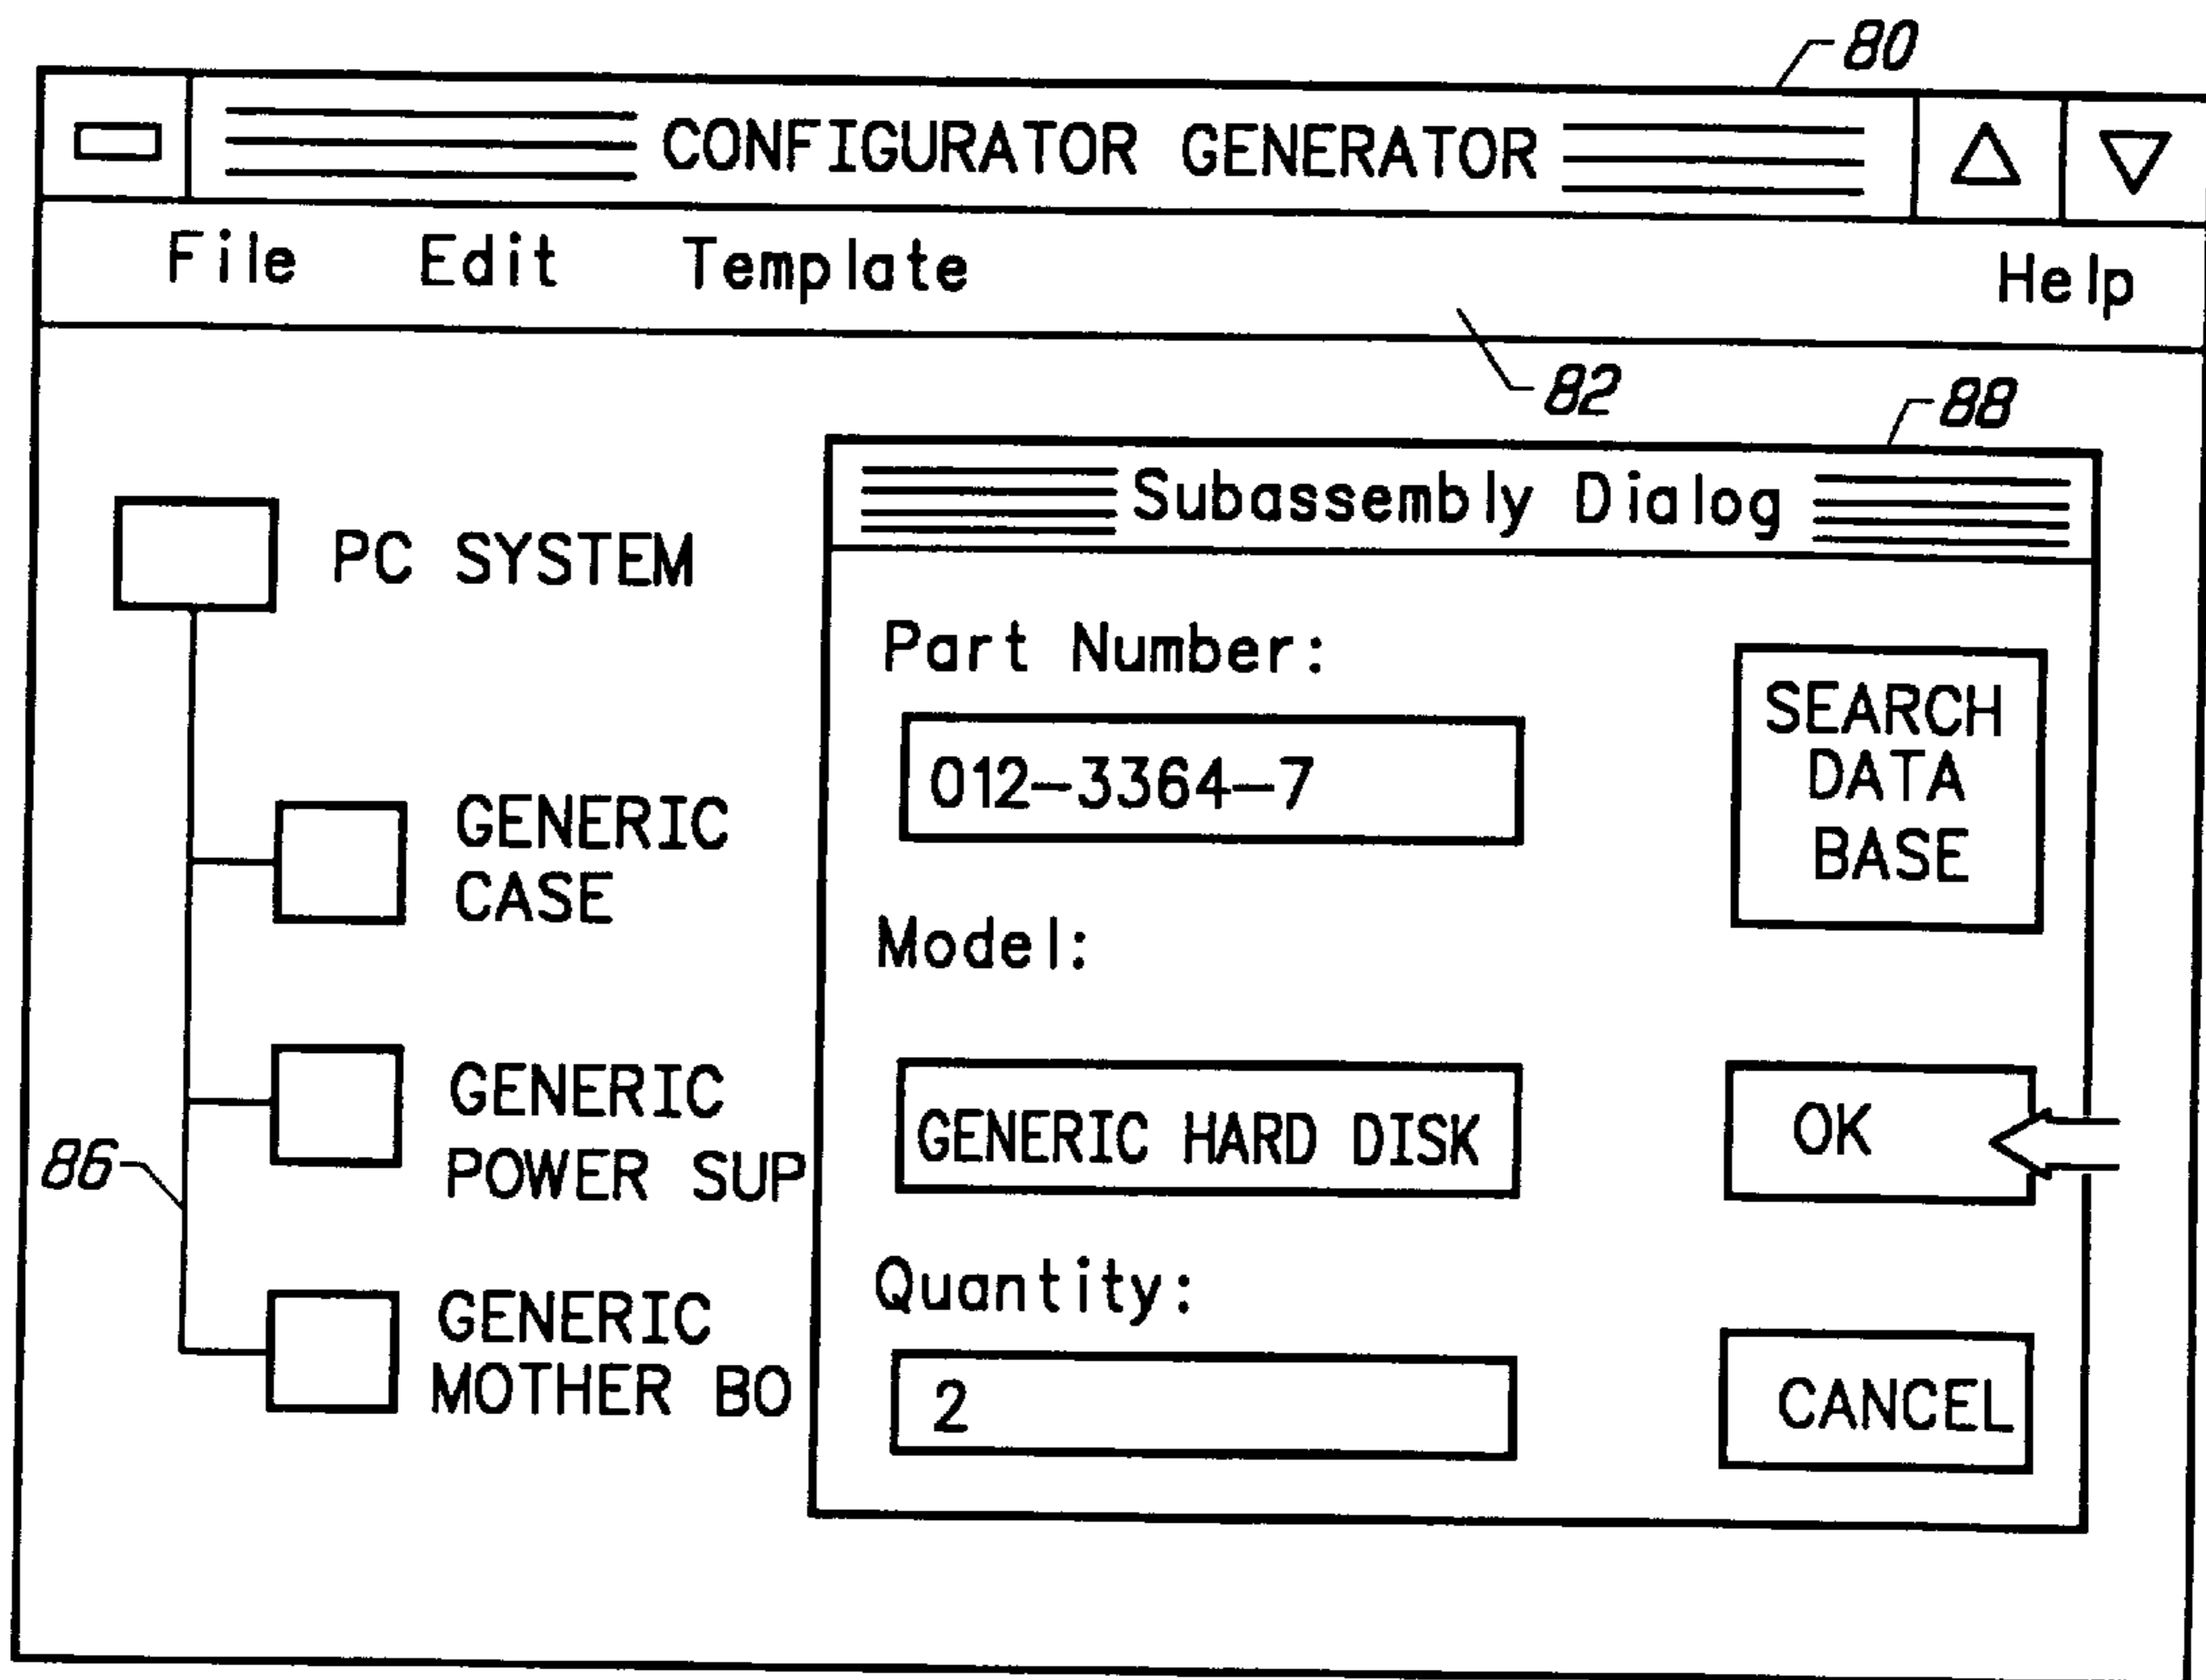 80
CONFIGURATOR GENERATOR
File Edit Template Help
82
88
PC SYSTEM
GENERIC
CASE
GENERIC
POWER SUP
86
GENERIC
MOTHER BO
Subassembly Dialog
Part Number:
012-3364-7
SEARCH
DATA
BASE
Model:
GENERIC HARD DISK
OK
Quantity:
2
CANCEL